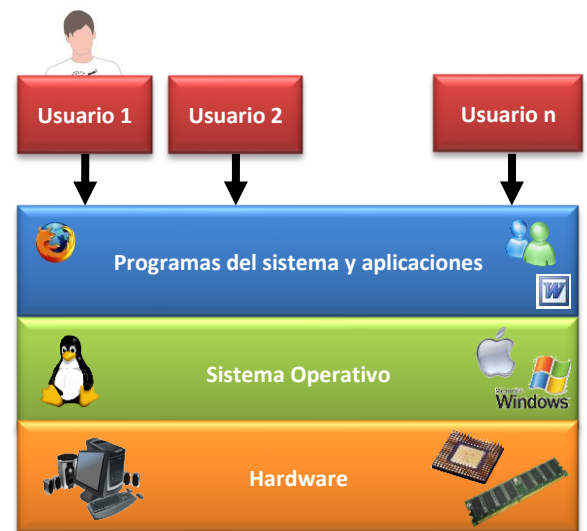 Usuario 1
Usuario 2
Usuario n
Programas del sistema y aplicaciones
W
Sistema Operativo
Windows
Hardware